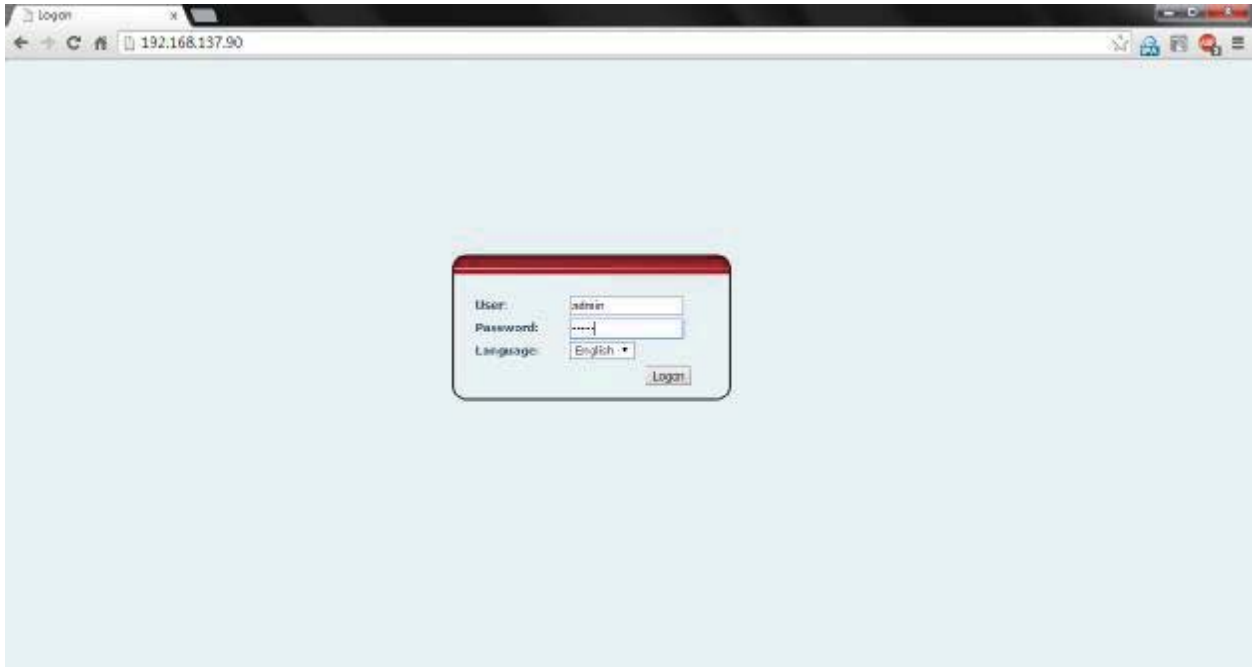 Logon
192.168.137.90
User: admin
Password: -----
Language: English
Logon